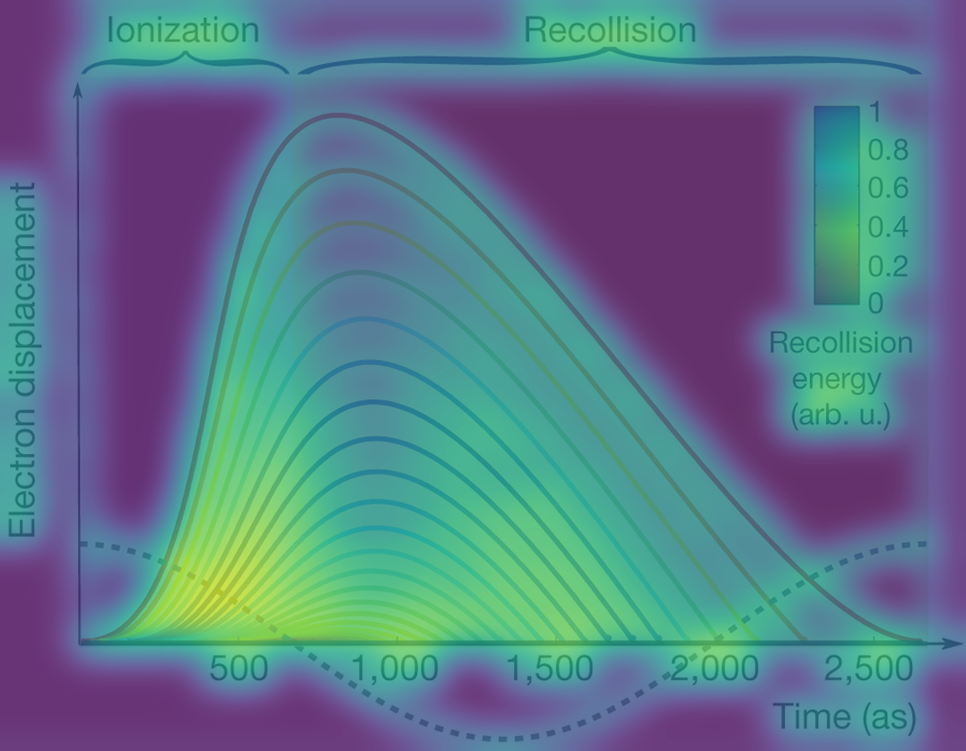 Ionization
Recollision
1
0.8
0.6
0.4
0.2
0
Recollision
energy
(arb. u.)
Electron displacement
500
1,000
1,500
2,000
2,500
Time (as)